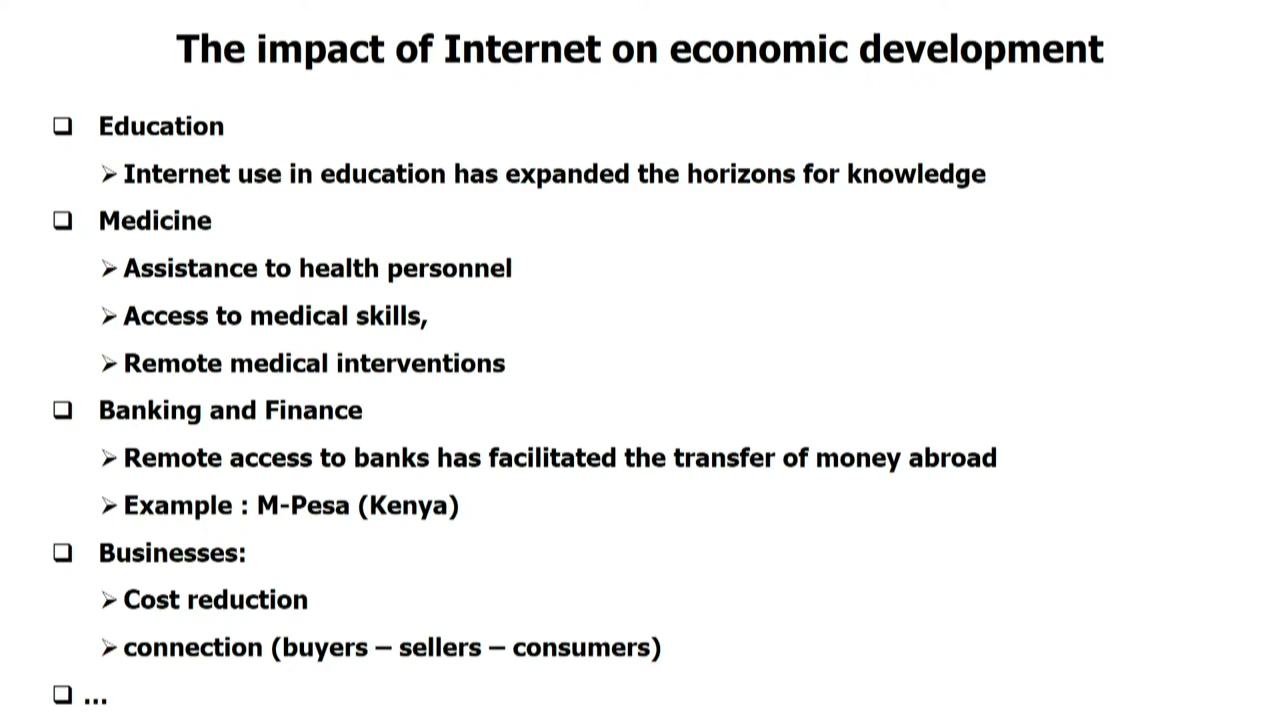 The impact of Internet on economic development
❑ Education
➢ Internet use in education has expanded the horizons for knowledge
❑ Medicine
➢ Assistance to health personnel
➢ Access to medical skills,
➢ Remote medical interventions
❑ Banking and Finance
➢ Remote access to banks has facilitated the transfer of money abroad
➢ Example : M-Pesa (Kenya)
❑ Businesses:
➢ Cost reduction
➢ connection (buyers – sellers – consumers)
❑ ...